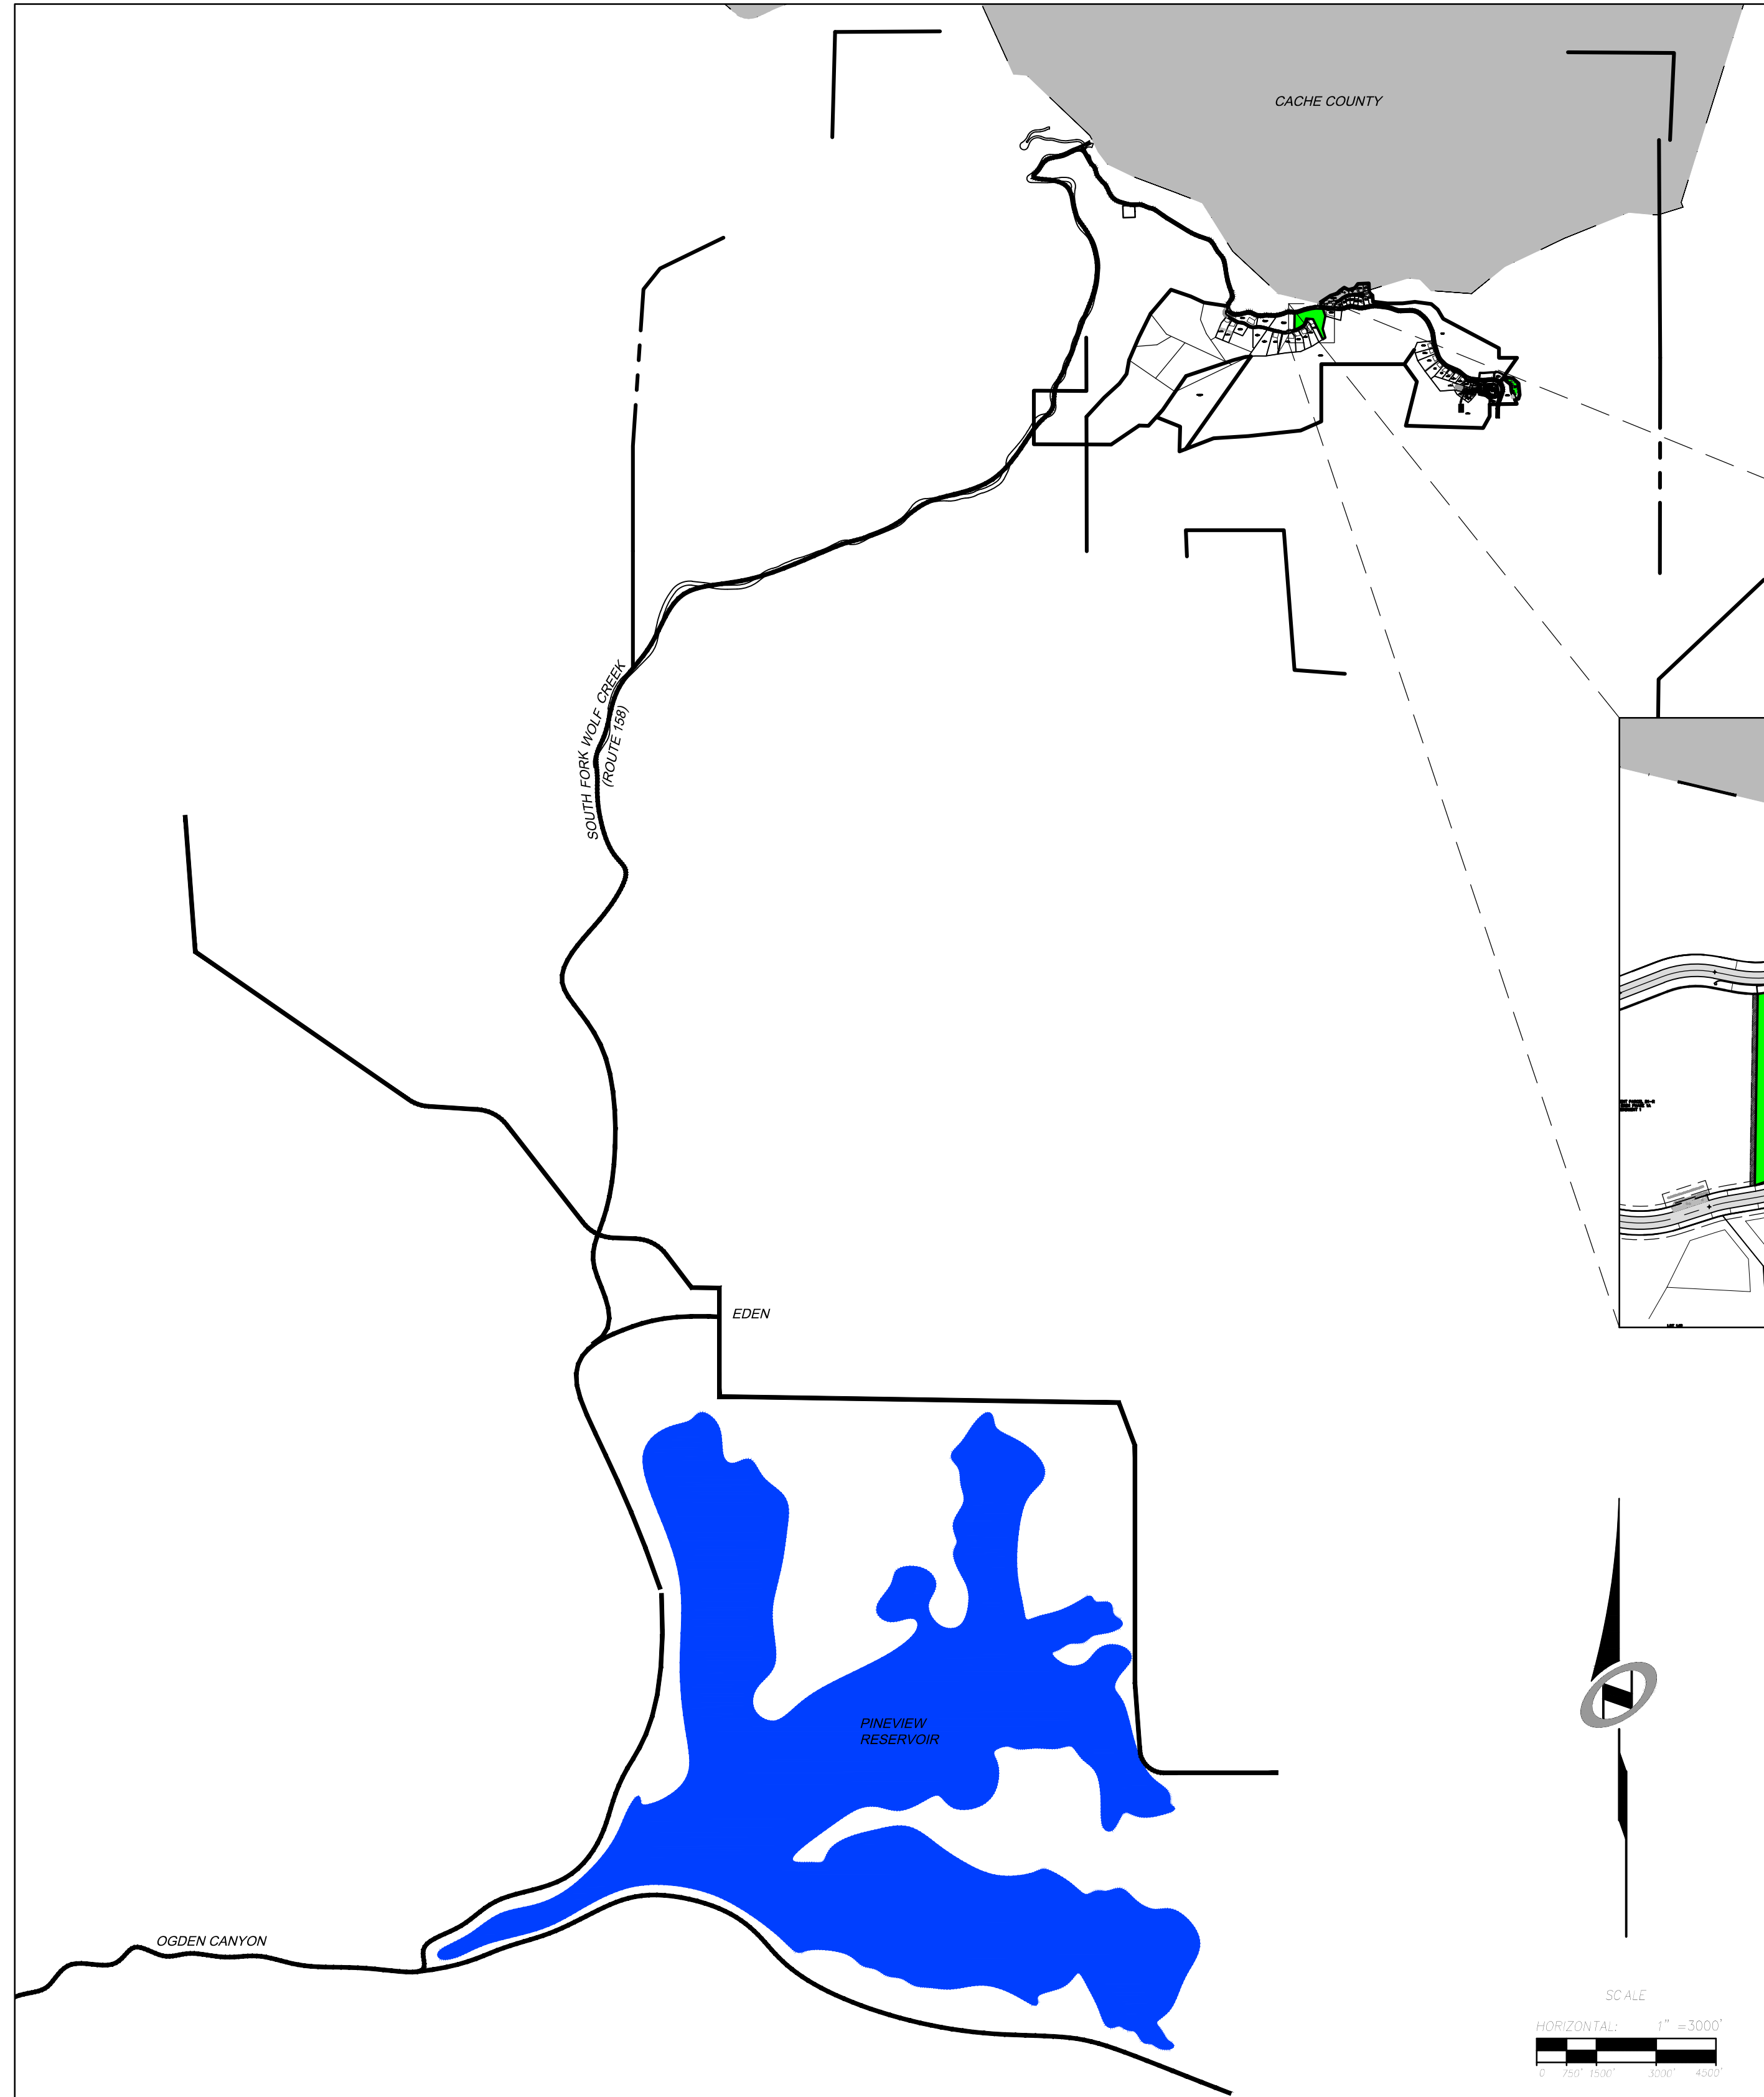 CACHE COUNTY
SOUTH FORK WOLF CREEK
(ROUTE 158)
EDEN
PINEVIEW
RESERVOIR
OGDEN CANYON
SCALE
HORIZONTAL: 1" =3000'
0 750' 1500' 3000' 4500'